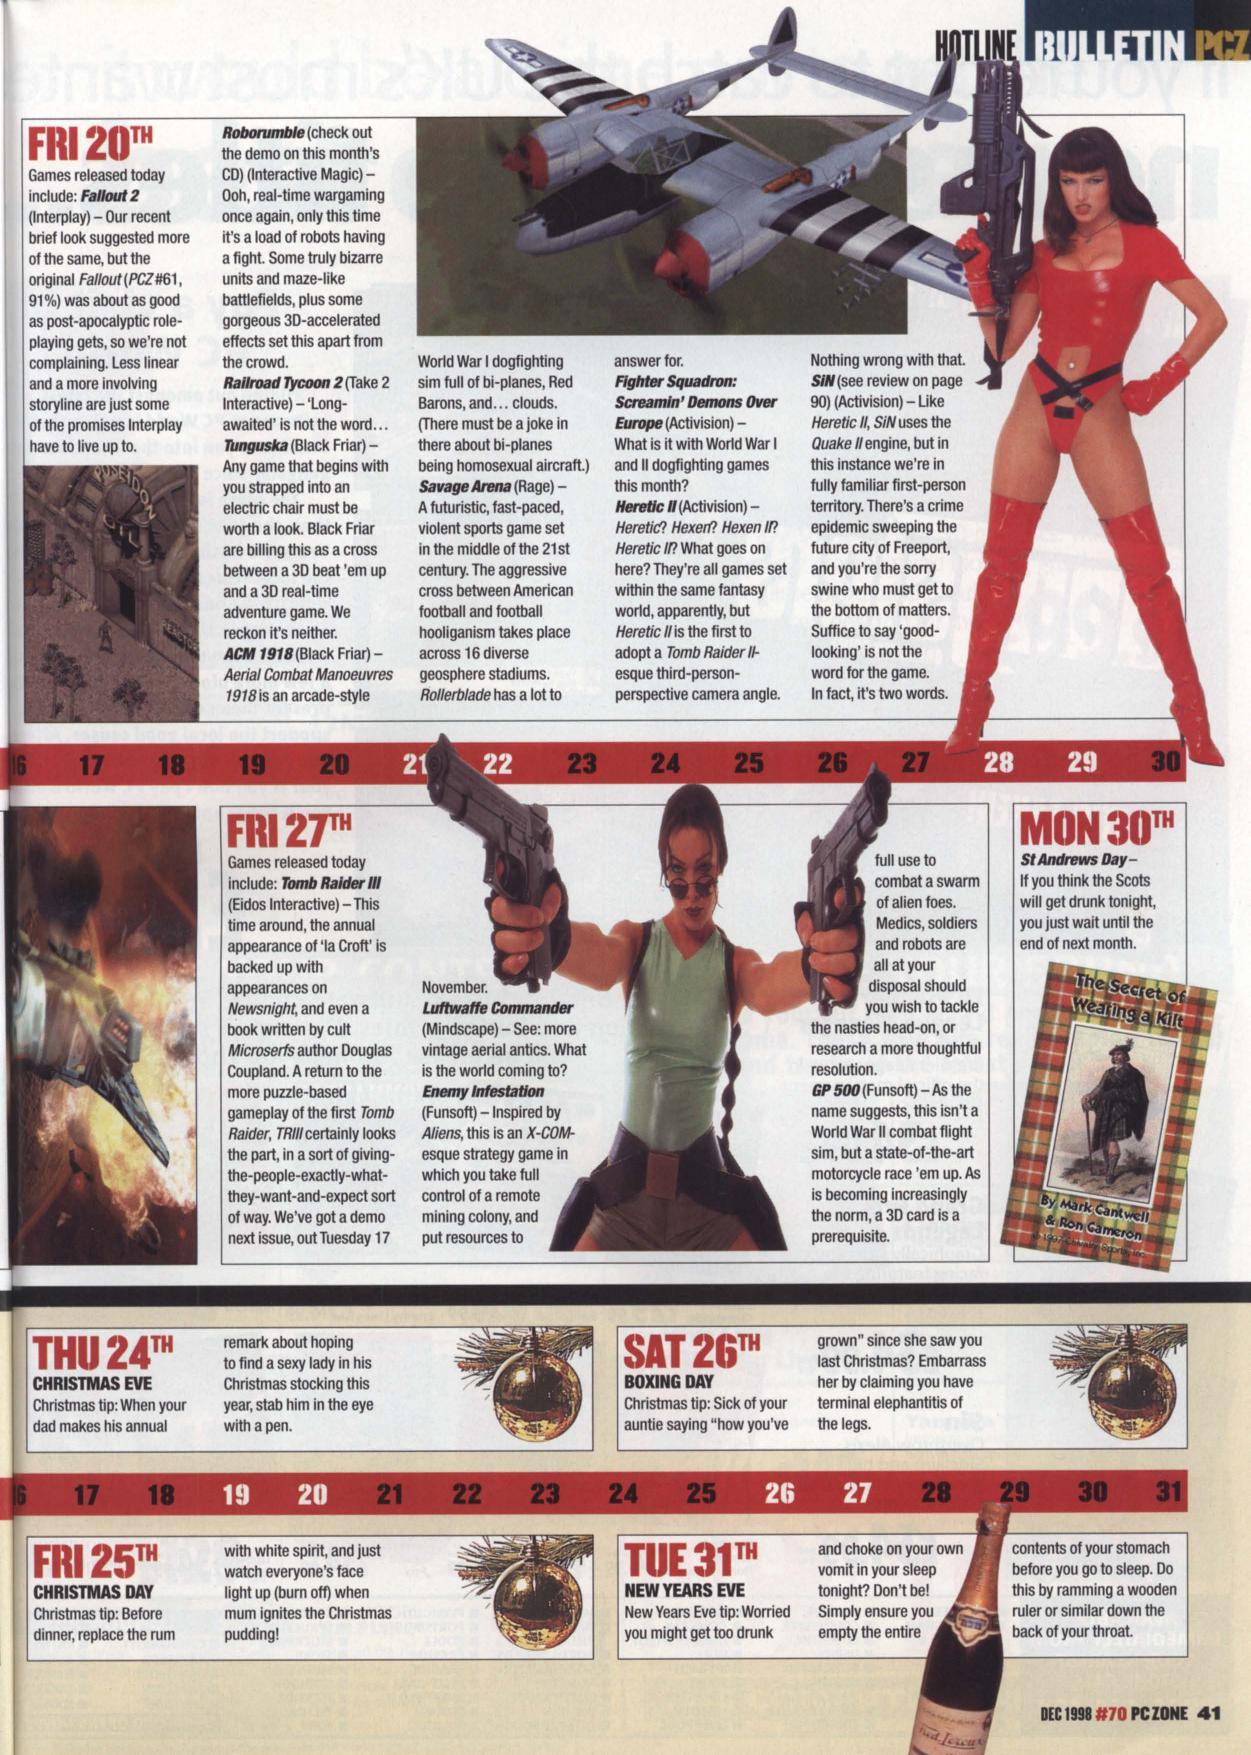 HOTLINE BULLETIN PCZ
FRI 20TH
Games released today
include: Fallout 2
(Interplay) – Our recent
brief look suggested more
of the same, but the
original Fallout (PCZ #61,
91%) was about as good
as post-apocalyptic role-
playing gets, so we're not
complaining. Less linear
and a more involving
storyline are just some
of the promises Interplay
have to live up to.
POSEIDON
OIL
REACTOR
Roborumble (check out
the demo on this month's
CD) (Interactive Magic) –
Ooh, real-time wargaming
once again, only this time
it's a load of robots having
a fight. Some truly bizarre
units and maze-like
battlefields, plus some
gorgeous 3D-accelerated
effects set this apart from
the crowd.
Railroad Tycoon 2 (Take 2
Interactive) – 'Long-
awaited' is not the word…
Tunguska (Black Friar) –
Any game that begins with
you strapped into an
electric chair must be
worth a look. Black Friar
are billing this as a cross
between a 3D beat 'em up
and a 3D real-time
adventure game. We
reckon it's neither.
ACM 1918 (Black Friar) –
Aerial Combat Manoeuvres
1918 is an arcade-style
World War I dogfighting
sim full of bi-planes, Red
Barons, and… clouds.
(There must be a joke in
there about bi-planes
being homosexual aircraft.)
Savage Arena (Rage) –
A futuristic, fast-paced,
violent sports game set
in the middle of the 21st
century. The aggressive
cross between American
football and football
hooliganism takes place
across 16 diverse
geosphere stadiums.
Rollerblade has a lot to
answer for.
Fighter Squadron:
Screamin' Demons Over
Europe (Activision) –
What is it with World War I
and II dogfighting games
this month?
Heretic II (Activision) –
Heretic? Hexen? Hexen II?
Heretic II? What goes on
here? They're all games set
within the same fantasy
world, apparently, but
Heretic II is the first to
adopt a Tomb Raider II-
esque third-person-
perspective camera angle.
Nothing wrong with that.
SiN (see review on page
90) (Activision) – Like
Heretic II, SiN uses the
Quake II engine, but in
this instance we're in
fully familiar first-person
territory. There's a crime
epidemic sweeping the
future city of Freeport,
and you're the sorry
swine who must get to
the bottom of matters.
Suffice to say 'good-
looking' is not the
word for the game.
In fact, it's two words.
16 17 18 19 20 21 22 23 24 25 26 27 28 29 30
FRI 27TH
Games released today
include: Tomb Raider III
(Eidos Interactive) – This
time around, the annual
appearance of 'la Croft' is
backed up with
appearances on
Newsnight, and even a
book written by cult
Microserfs author Douglas
Coupland. A return to the
more puzzle-based
gameplay of the first Tomb
Raider, TRIII certainly looks
the part, in a sort of giving-
the-people-exactly-what-
they-want-and-expect sort
of way. We've got a demo
next issue, out Tuesday 17
November.
Luftwaffe Commander
(Mindscape) – See: more
vintage aerial antics. What
is the world coming to?
Enemy Infestation
(Funsoft) – Inspired by
Aliens, this is an X-COM-
esque strategy game in
which you take full
control of a remote
mining colony, and
put resources to
full use to
combat a swarm
of alien foes.
Medics, soldiers
and robots are
all at your
disposal should
you wish to tackle
the nasties head-on, or
research a more thoughtful
resolution.
GP 500 (Funsoft) – As the
name suggests, this isn't a
World War II combat flight
sim, but a state-of-the-art
motorcycle race 'em up. As
is becoming increasingly
the norm, a 3D card is a
prerequisite.
MON 30TH
St Andrews Day –
If you think the Scots
will get drunk tonight,
you just wait until the
end of next month.
The Secret of
Wearing a Kilt
By Mark Cantwell
& Ron Cameron
© 1997 Chivalry Sports, Inc
THU 24TH
CHRISTMAS EVE
Christmas tip: When your
dad makes his annual
remark about hoping
to find a sexy lady in his
Christmas stocking this
year, stab him in the eye
with a pen.
SAT 26TH
BOXING DAY
Christmas tip: Sick of your
auntie saying "how you've
grown" since she saw you
last Christmas? Embarrass
her by claiming you have
terminal elephantitis of
the legs.
16 17 18 19 20 21 22 23 24 25 26 27 28 29 30 31
FRI 25TH
CHRISTMAS DAY
Christmas tip: Before
dinner, replace the rum
with white spirit, and just
watch everyone's face
light up (burn off) when
mum ignites the Christmas
pudding!
TUE 31TH
NEW YEARS EVE
New Years Eve tip: Worried
you might get too drunk
and choke on your own
vomit in your sleep
tonight? Don't be!
Simply ensure you
empty the entire
contents of your stomach
before you go to sleep. Do
this by ramming a wooden
ruler or similar down the
back of your throat.
DEC 1998 #70 PC ZONE 41